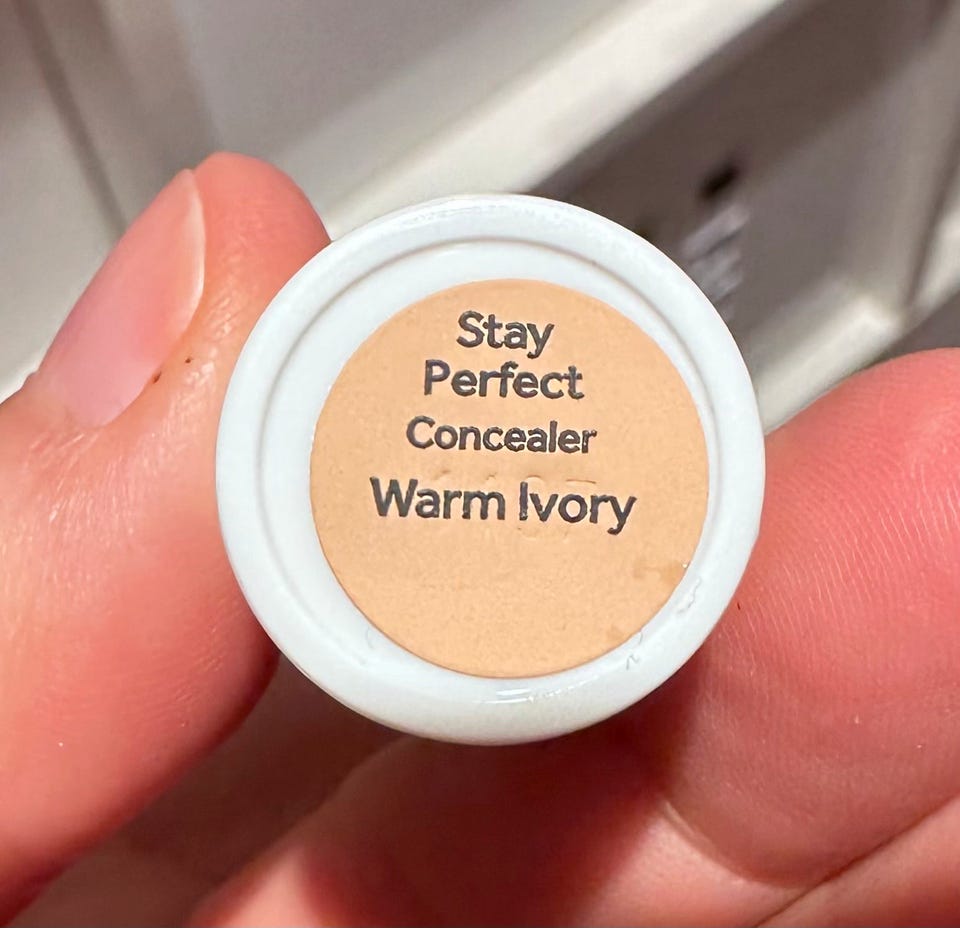 Stay
Perfect
Concealer
Warm Ivory